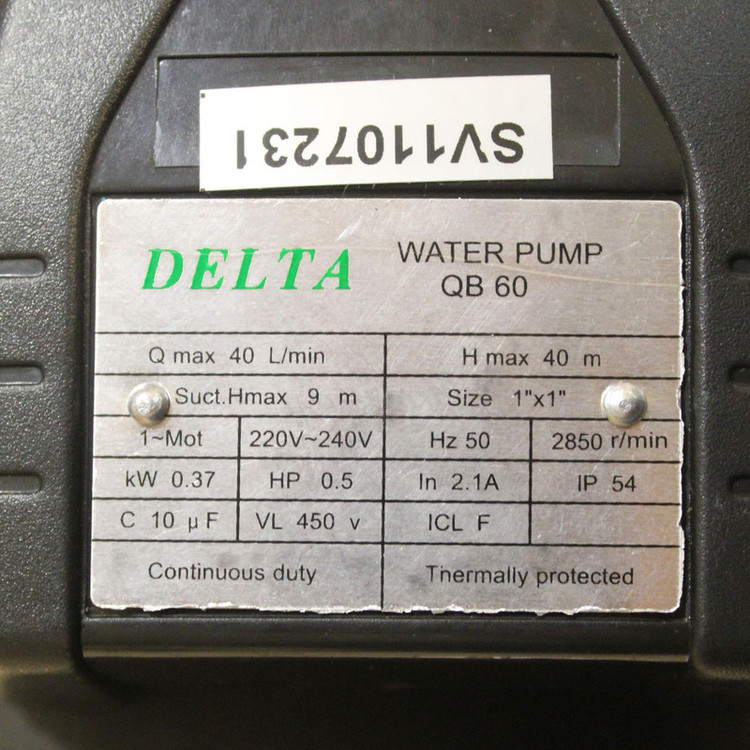 SV1107231
DELTA
WATER PUMP
QB 60
Q max 40 L/min H max 40 m
Suct.Hmax 9 m Size 1"x1"
1~Mot 220V~240V Hz 50 2850 r/min
kW 0.37 HP 0.5 In 2.1A IP 54
C 10 µF VL 450 v ICL F
Continuous duty Thermally protected